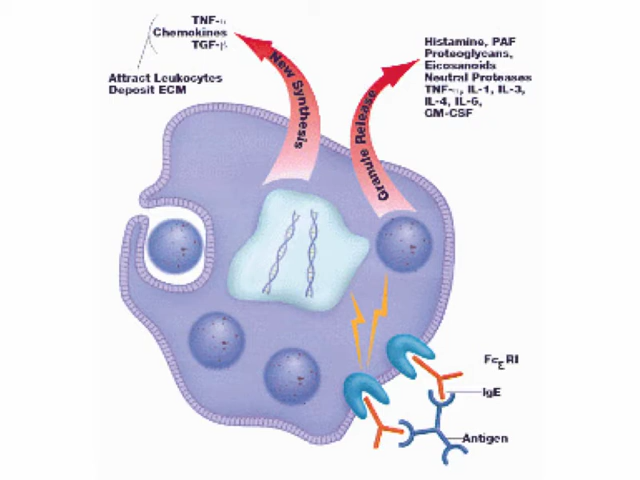 TNF-α
Chemokines
TGF-β
Attract Leukocytes
Deposit ECM
New Synthesis
Granule Release
Histamine, PAF
Proteoglycans,
Eicosanoids
Neutral Proteases
TNF-α, IL-1, IL-3,
IL-4, IL-6,
GM-CSF
FcεRI
IgE
Antigen